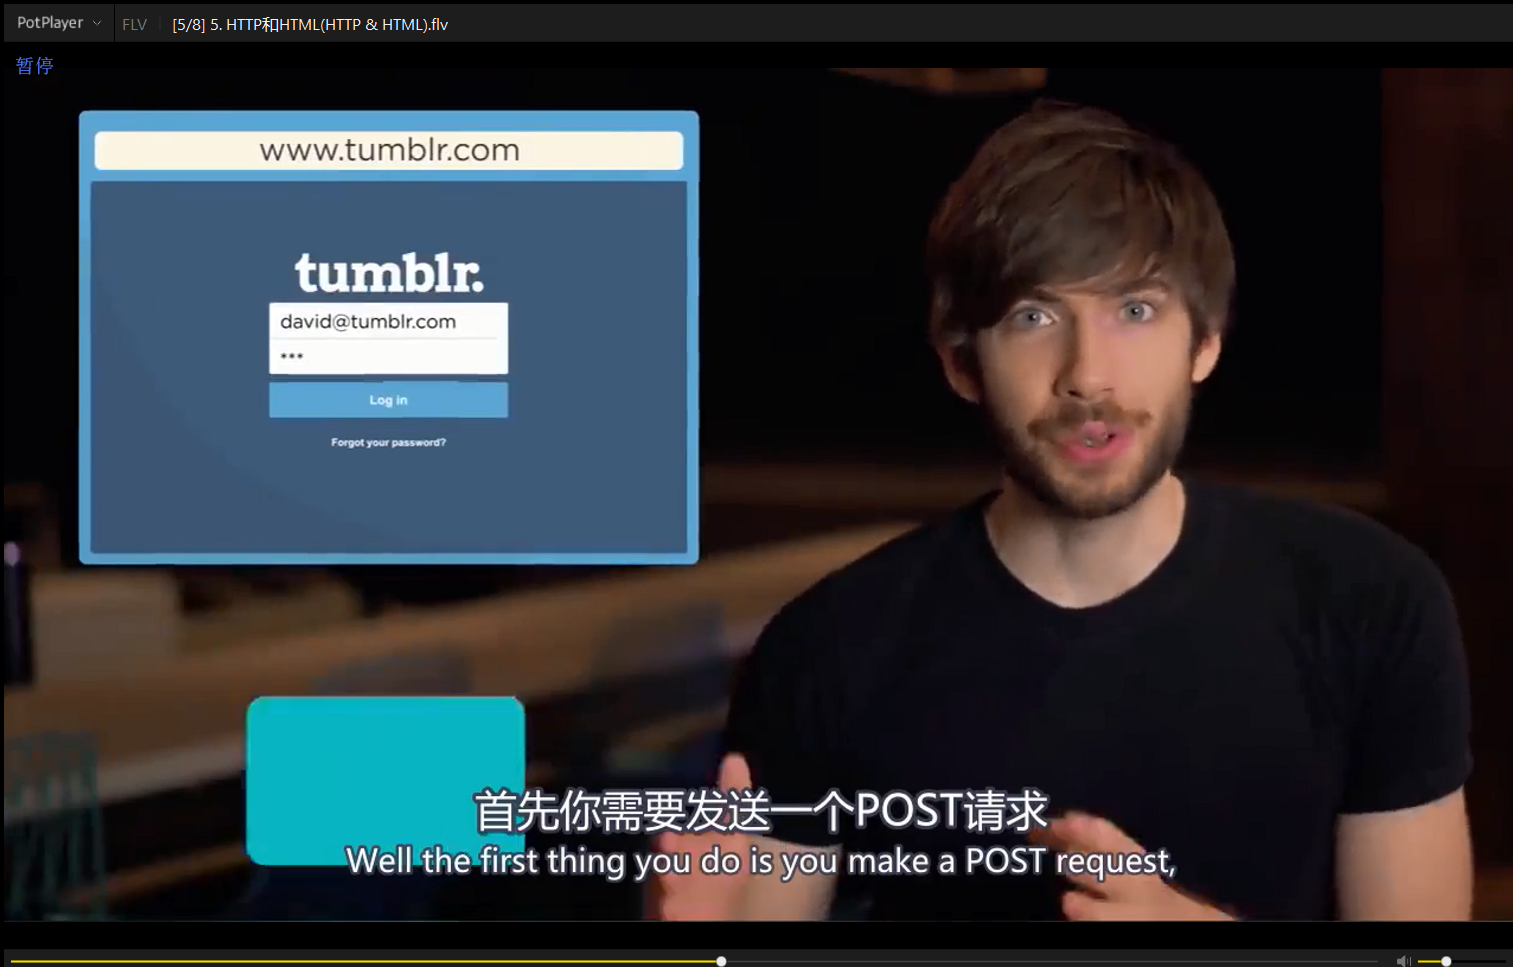 PotPlayer
FLV
[5/8] 5. HTTP和HTML(HTTP & HTML).flv
暂停
www.tumblr.com
tumblr.
david@tumblr.com
***
Log in
Forgot your password?
首先你需要发送一个POST请求
Well the first thing you do is you make a POST request,